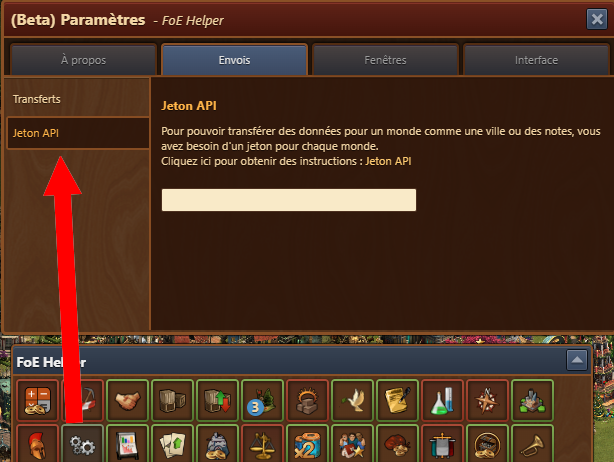 (Beta) Paramètres - FoE Helper
À propos
Envois
Fenêtres
Interface
Transferts
Jeton API
Jeton API
Pour pouvoir transférer des données pour un monde comme une ville ou des notes, vous
avez besoin d'un jeton pour chaque monde.
Cliquez ici pour obtenir des instructions : Jeton API
FoE Helper
3
2